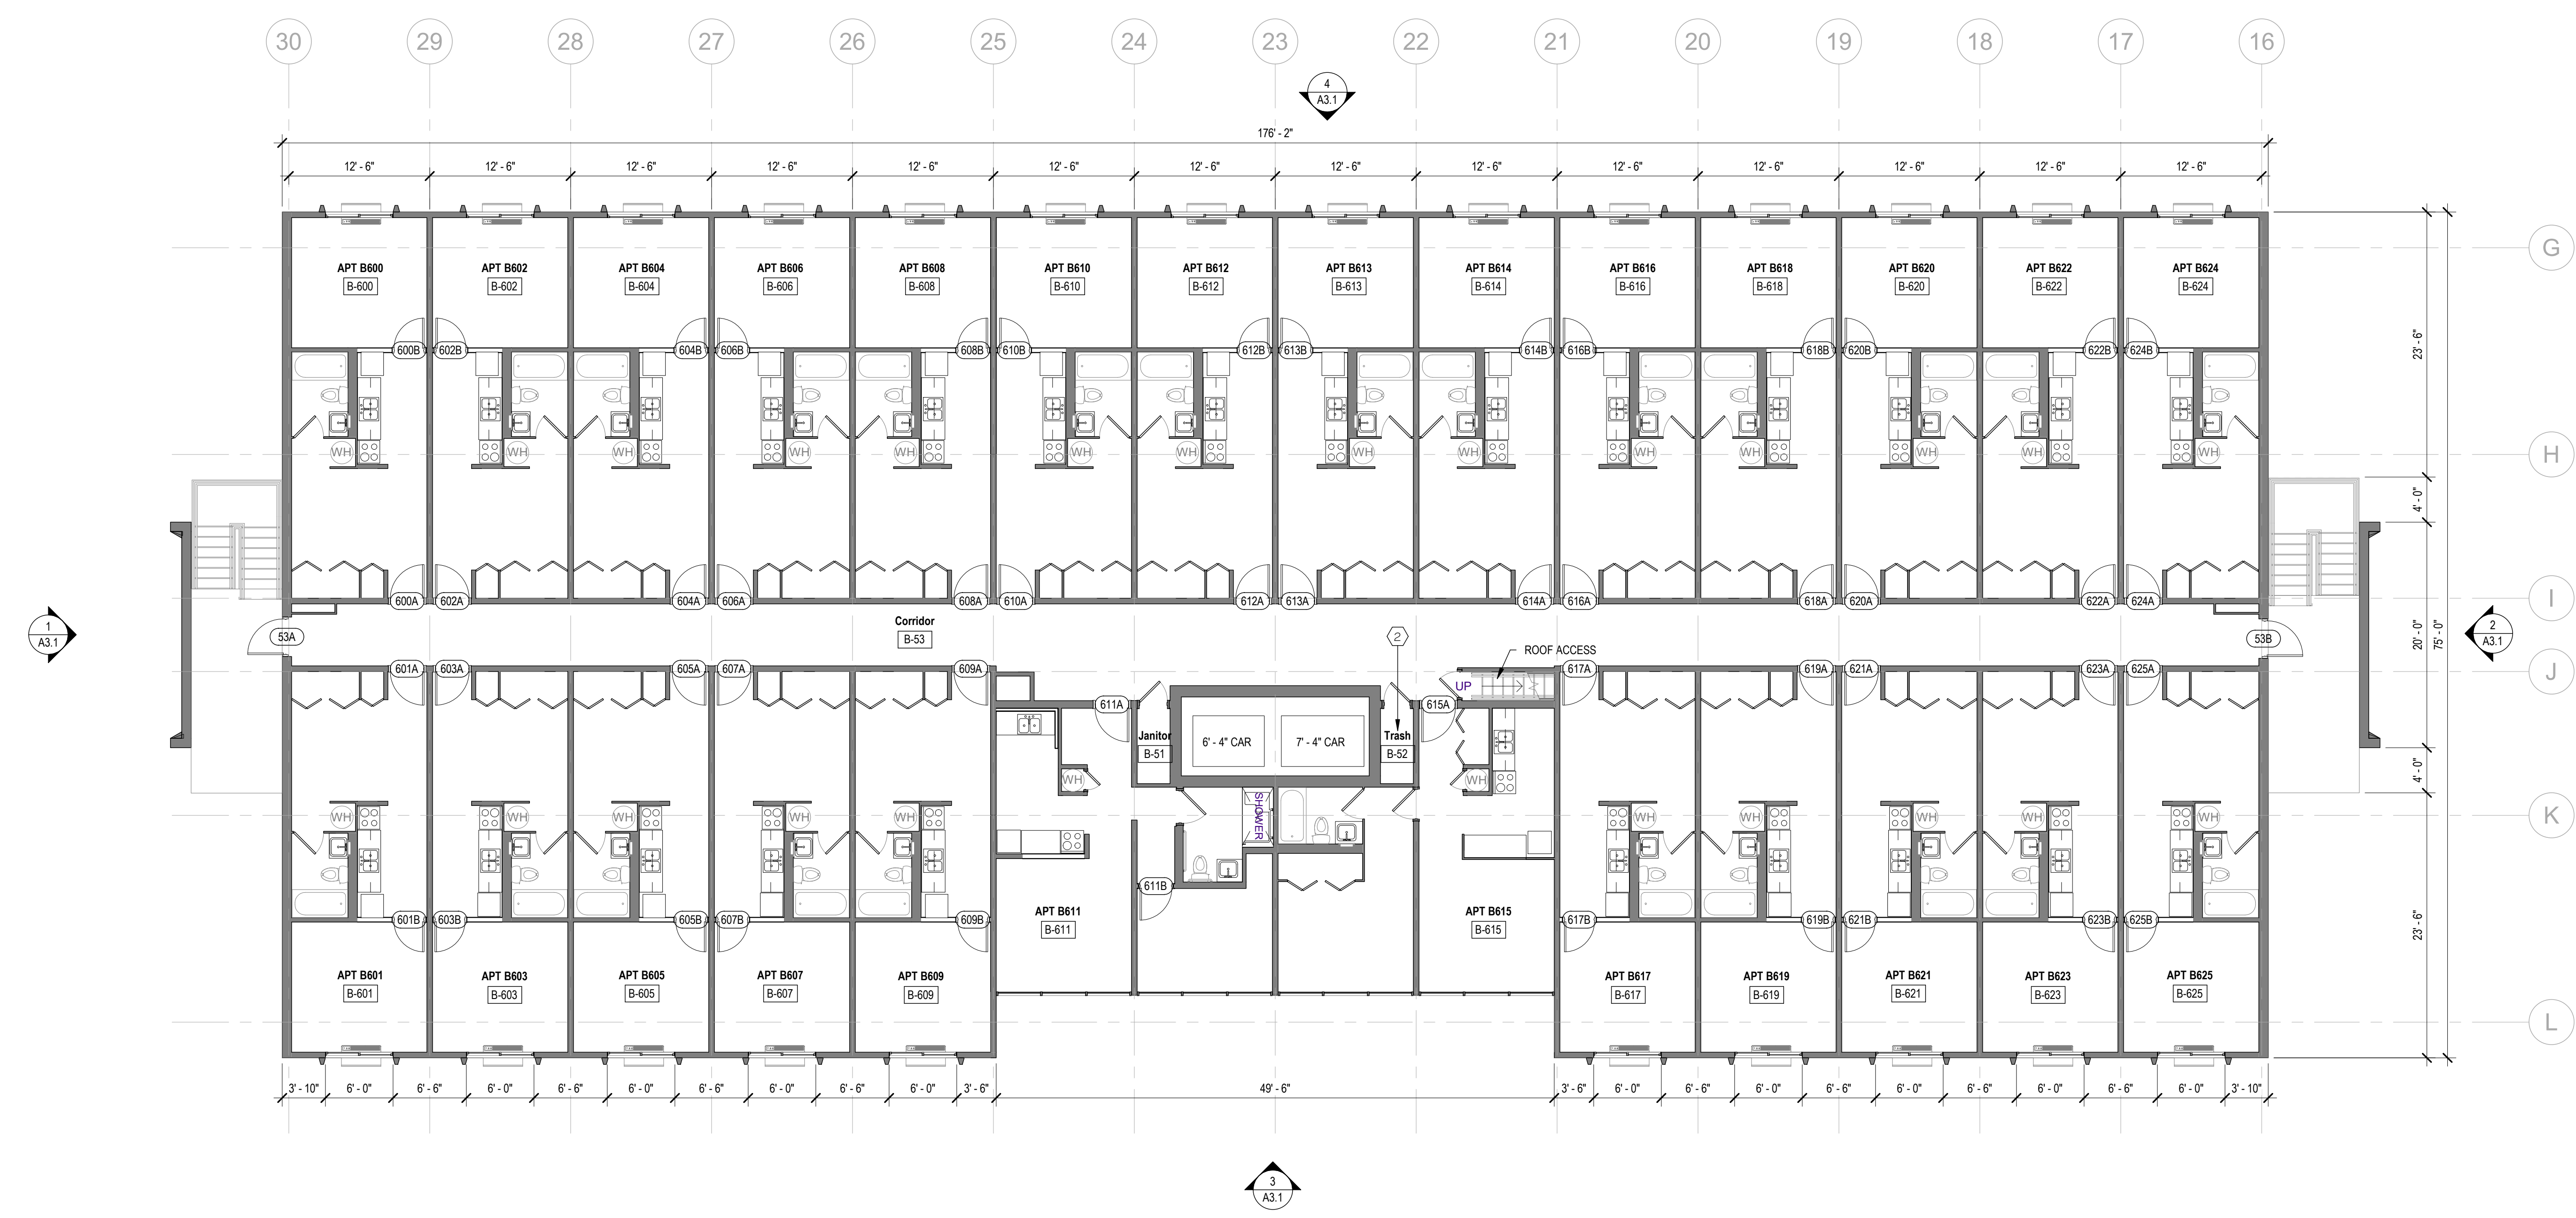 30 29 28 27 26 25 24 23 22 21 20 19 18 17 16
4
A3.1
176' - 2"
12' - 6" 12' - 6" 12' - 6" 12' - 6" 12' - 6" 12' - 6" 12' - 6" 12' - 6" 12' - 6" 12' - 6" 12' - 6" 12' - 6" 12' - 6" 12' - 6"
G
APT B600 APT B602 APT B604 APT B606 APT B608 APT B610 APT B612 APT B613 APT B614 APT B616 APT B618 APT B620 APT B622 APT B624
B-600 B-602 B-604 B-606 B-608 B-610 B-612 B-613 B-614 B-616 B-618 B-620 B-622 B-624
23' - 6"
600B 602B 604B 606B 608B 610B 612B 613B 614B 616B 618B 620B 622B 624B
WH WH WH WH WH WH WH WH WH WH WH WH WH WH
H
4' - 0"
600A 602A 604A 606A 608A 610A 612A 613A 614A 616A 618A 620A 622A 624A
I
Corridor
B-53
1
A3.1
53A
2
53B
2
A3.1
20' - 0"
75' - 0"
ROOF ACCESS
601A 603A 605A 607A 609A 617A 619A 621A 623A 625A
J
UP
611A 615A
Janitor
B-51
6' - 4" CAR
7' - 4" CAR
Trash
B-52
WH WH
4' - 0"
SHOWER
WH WH WH WH WH WH WH WH WH WH
K
611B
APT B611
B-611
APT B615
B-615
601B 603B 605B 607B 609B 617B 619B 621B 623B 625B
23' - 6"
APT B601 APT B603 APT B605 APT B607 APT B609 APT B617 APT B619 APT B621 APT B623 APT B625
B-601 B-603 B-605 B-607 B-609 B-617 B-619 B-621 B-623 B-625
L
3' - 10" 6' - 0" 6' - 6" 6' - 0" 6' - 6" 6' - 0" 6' - 6" 6' - 0" 6' - 6" 6' - 0" 3' - 6" 49' - 6" 3' - 6" 6' - 0" 6' - 6" 6' - 0" 6' - 6" 6' - 0" 6' - 6" 6' - 0" 6' - 6" 6' - 0" 3' - 10"
3
A3.1